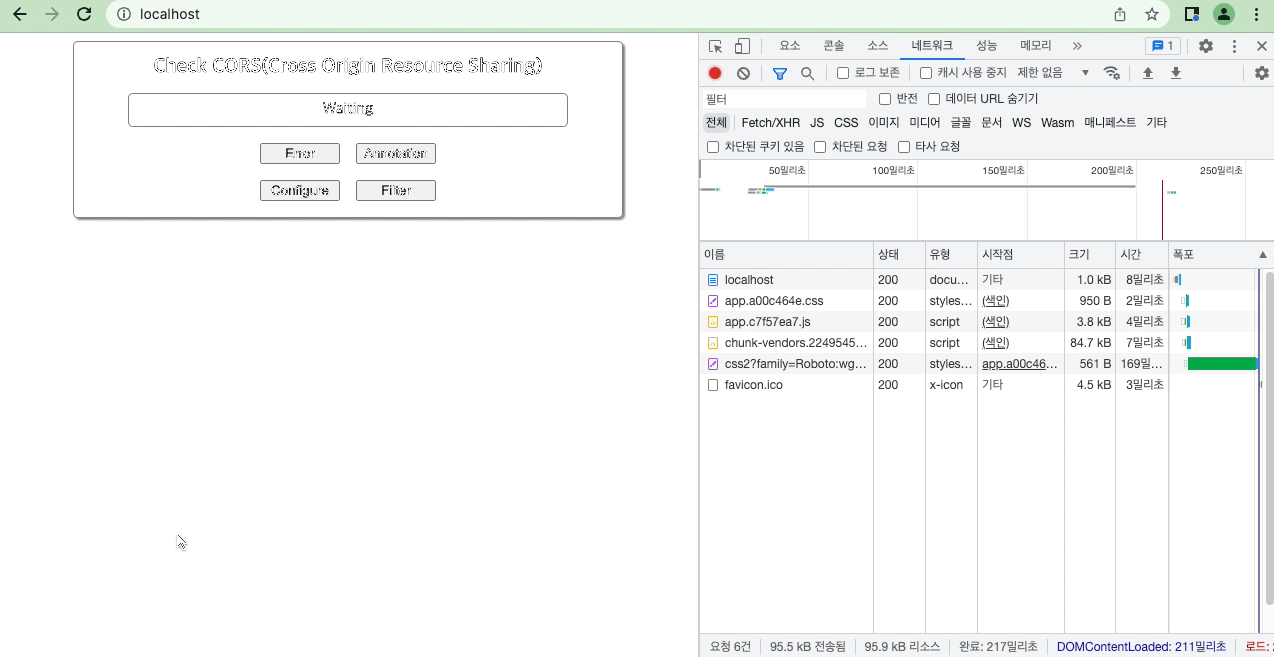 localhost
Check CORS(Cross Origin Resource Sharing)
Waiting
Error Annotation
Configure Filter
요소 콘솔 소스 네트워크 성능 메모리 1
로그 보존 캐시 사용 중지 제한 없음
필터 반전 데이터 URL 숨기기
전체 Fetch/XHR JS CSS 이미지 미디어 글꼴 문서 WS Wasm 매니페스트 기타
차단된 쿠키 있음 차단된 요청 타사 요청
50밀리초 100밀리초 150밀리초 200밀리초 250밀리초
이름 상태 유형 시작점 크기 시간 폭포
localhost 200 docu... 기타 1.0 kB 8밀리초
app.a00c464e.css 200 styles... (색인) 950 B 2밀리초
app.c7f57ea7.js 200 script (색인) 3.8 kB 4밀리초
chunk-vendors.2249545... 200 script (색인) 84.7 kB 7밀리초
css2?family=Roboto:wg... 200 styles... app.a00c46... 561 B 169밀...
favicon.ico 200 x-icon 기타 4.5 kB 3밀리초
요청 6건 95.5 kB 전송됨 95.9 kB 리소스 완료: 217밀리초 DOMContentLoaded: 211밀리초 로드: